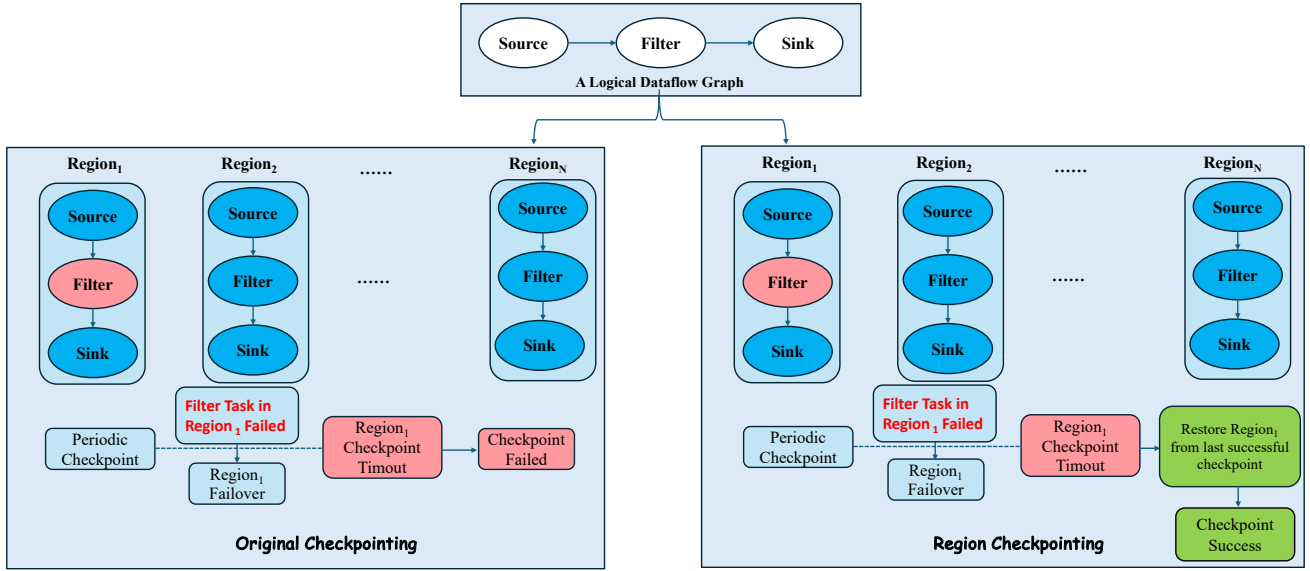 Source
Filter
Sink
A Logical Dataflow Graph
Region1
Region2
......
RegionN
Source
Filter
Sink
Source
Filter
Sink
......
Source
Filter
Sink
Periodic
Checkpoint
Filter Task in
Region 1 Failed
Region1
Failover
Region1
Checkpoint
Timout
Checkpoint
Failed
Original Checkpointing
Region1
Region2
......
RegionN
Source
Filter
Sink
Source
Filter
Sink
......
Source
Filter
Sink
Periodic
Checkpoint
Filter Task in
Region 1 Failed
Region1
Failover
Region1
Checkpoint
Timout
Restore Region1
from last successful
checkpoint
Checkpoint
Success
Region Checkpointing